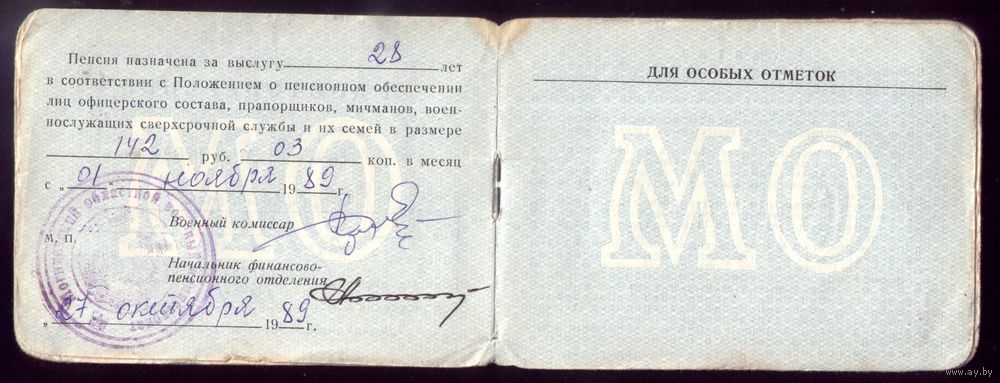 Пенсия назначена за выслугу 28 лет
в соответствии с Положением о пенсионном обеспечении
лиц офицерского состава, прапорщиков, мичманов, воен-
нослужащих сверхсрочной службы и их семей в размере
142 руб. 03 коп. в месяц
с „01" ноября 1989 г.
Военный комиссар
М. П.
Начальник финансово-
пенсионного отделения
„27 октября 1989 г.
областной
ДЛЯ ОСОБЫХ ОТМЕТОК
МО
www.ay.by